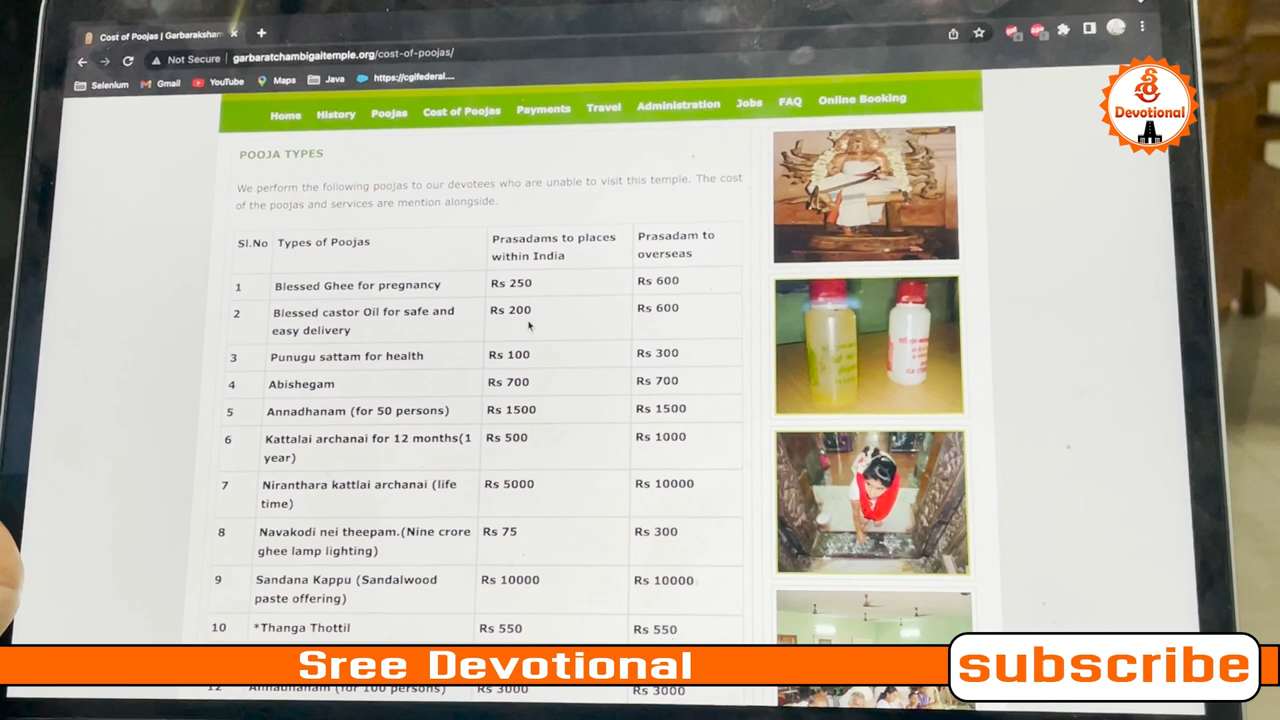 Cost of Poojas | Garbaraksham
Not Secure | garbaratchambigaitemple.org/cost-of-poojas/
Selenium Gmail YouTube Maps Java https://cgifederal....
Home History Poojas Cost of Poojas Payments Travel Administration Jobs FAQ Online Booking
శ్రీ
Devotional
POOJA TYPES
We perform the following poojas to our devotees who are unable to visit this temple. The cost
of the poojas and services are mention alongside.
Sl.No Types of Poojas Prasadams to places Prasadam to
within India overseas
1 Blessed Ghee for pregnancy Rs 250 Rs 600
2 Blessed castor Oil for safe and Rs 200 Rs 600
easy delivery
3 Punugu sattam for health Rs 100 Rs 300
4 Abishegam Rs 700 Rs 700
5 Annadhanam (for 50 persons) Rs 1500 Rs 1500
6 Kattalai archanai for 12 months(1 Rs 500 Rs 1000
year)
7 Niranthara kattlai archanai (life Rs 5000 Rs 10000
time)
8 Navakodi nei theepam.(Nine crore Rs 75 Rs 300
ghee lamp lighting)
9 Sandana Kappu (Sandalwood Rs 10000 Rs 10000
paste offering)
10 *Thanga Thottil Rs 550 Rs 550
Sree Devotional
subscribe
12 Annadhanam (for 100 persons) Rs 3000 Rs 3000